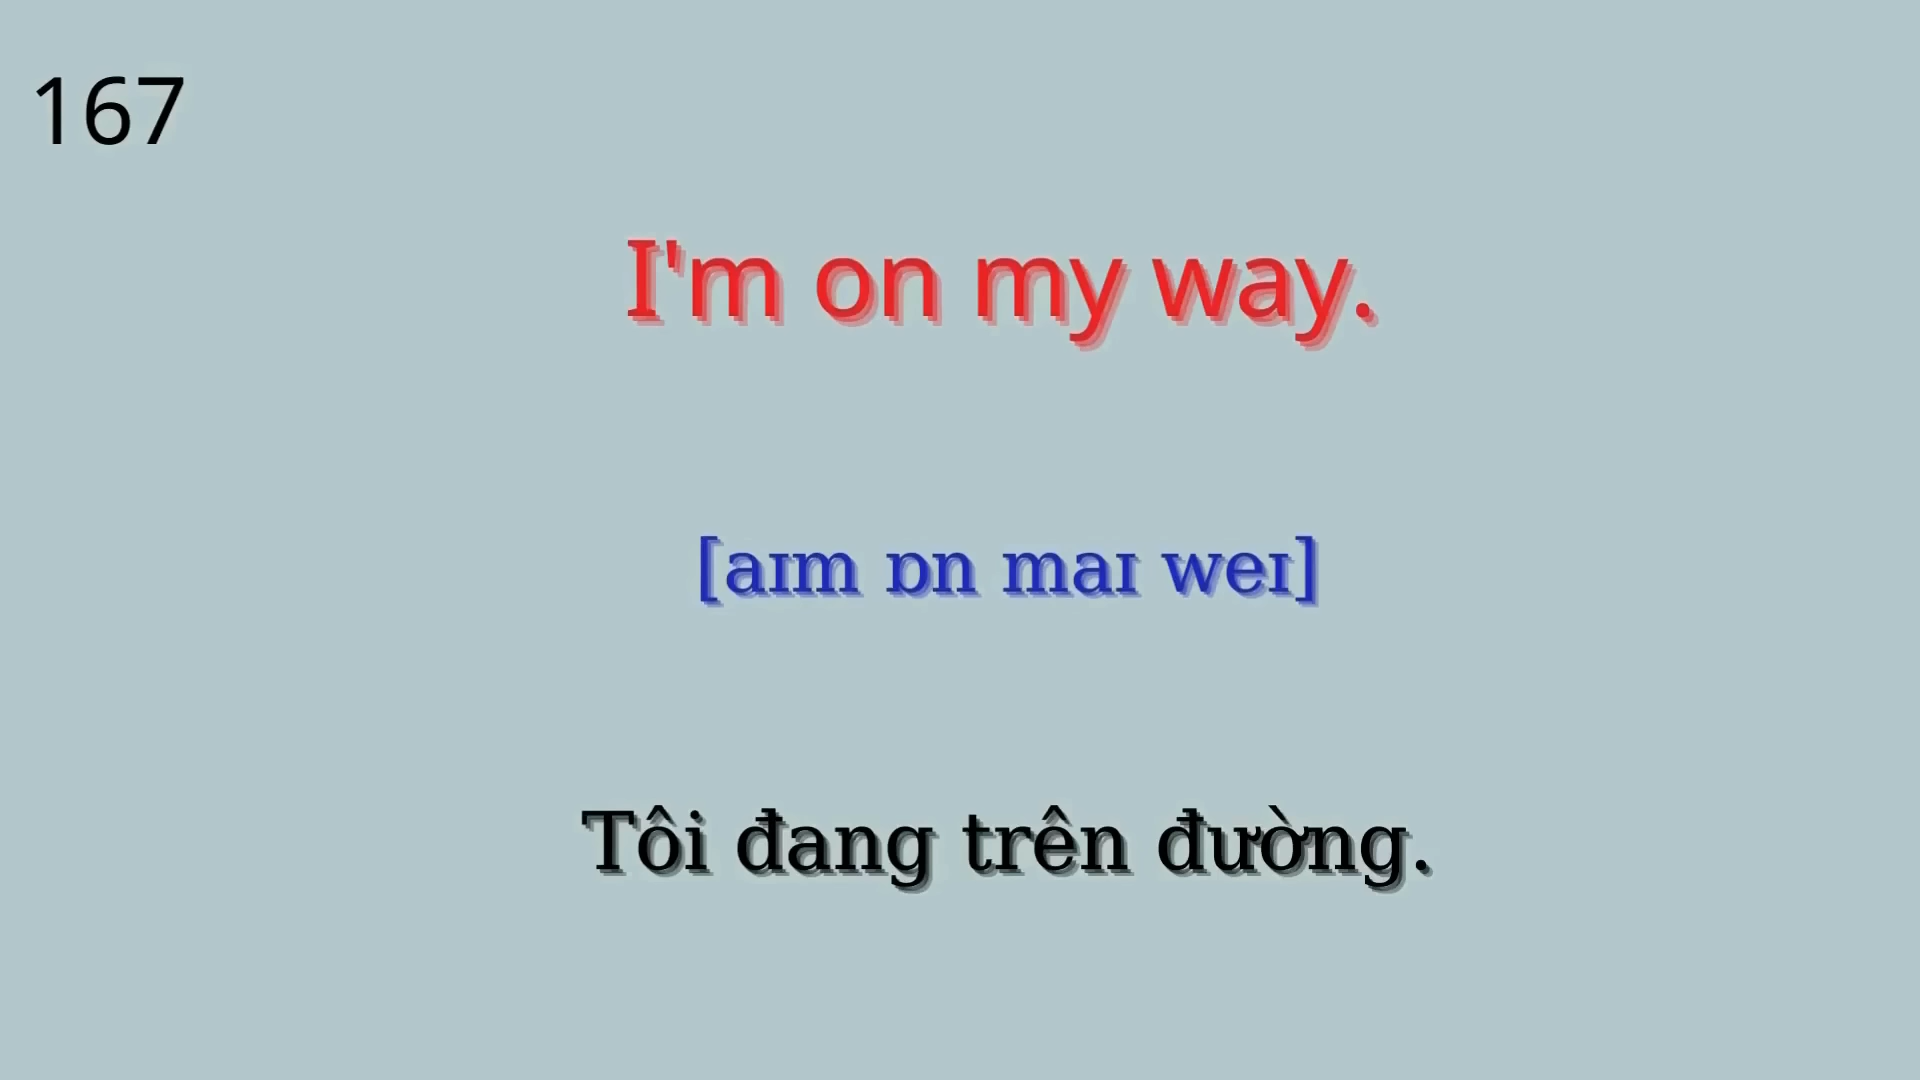 167
I'm on my way.
[aɪm ɒn maɪ weɪ]
Tôi đang trên đường.